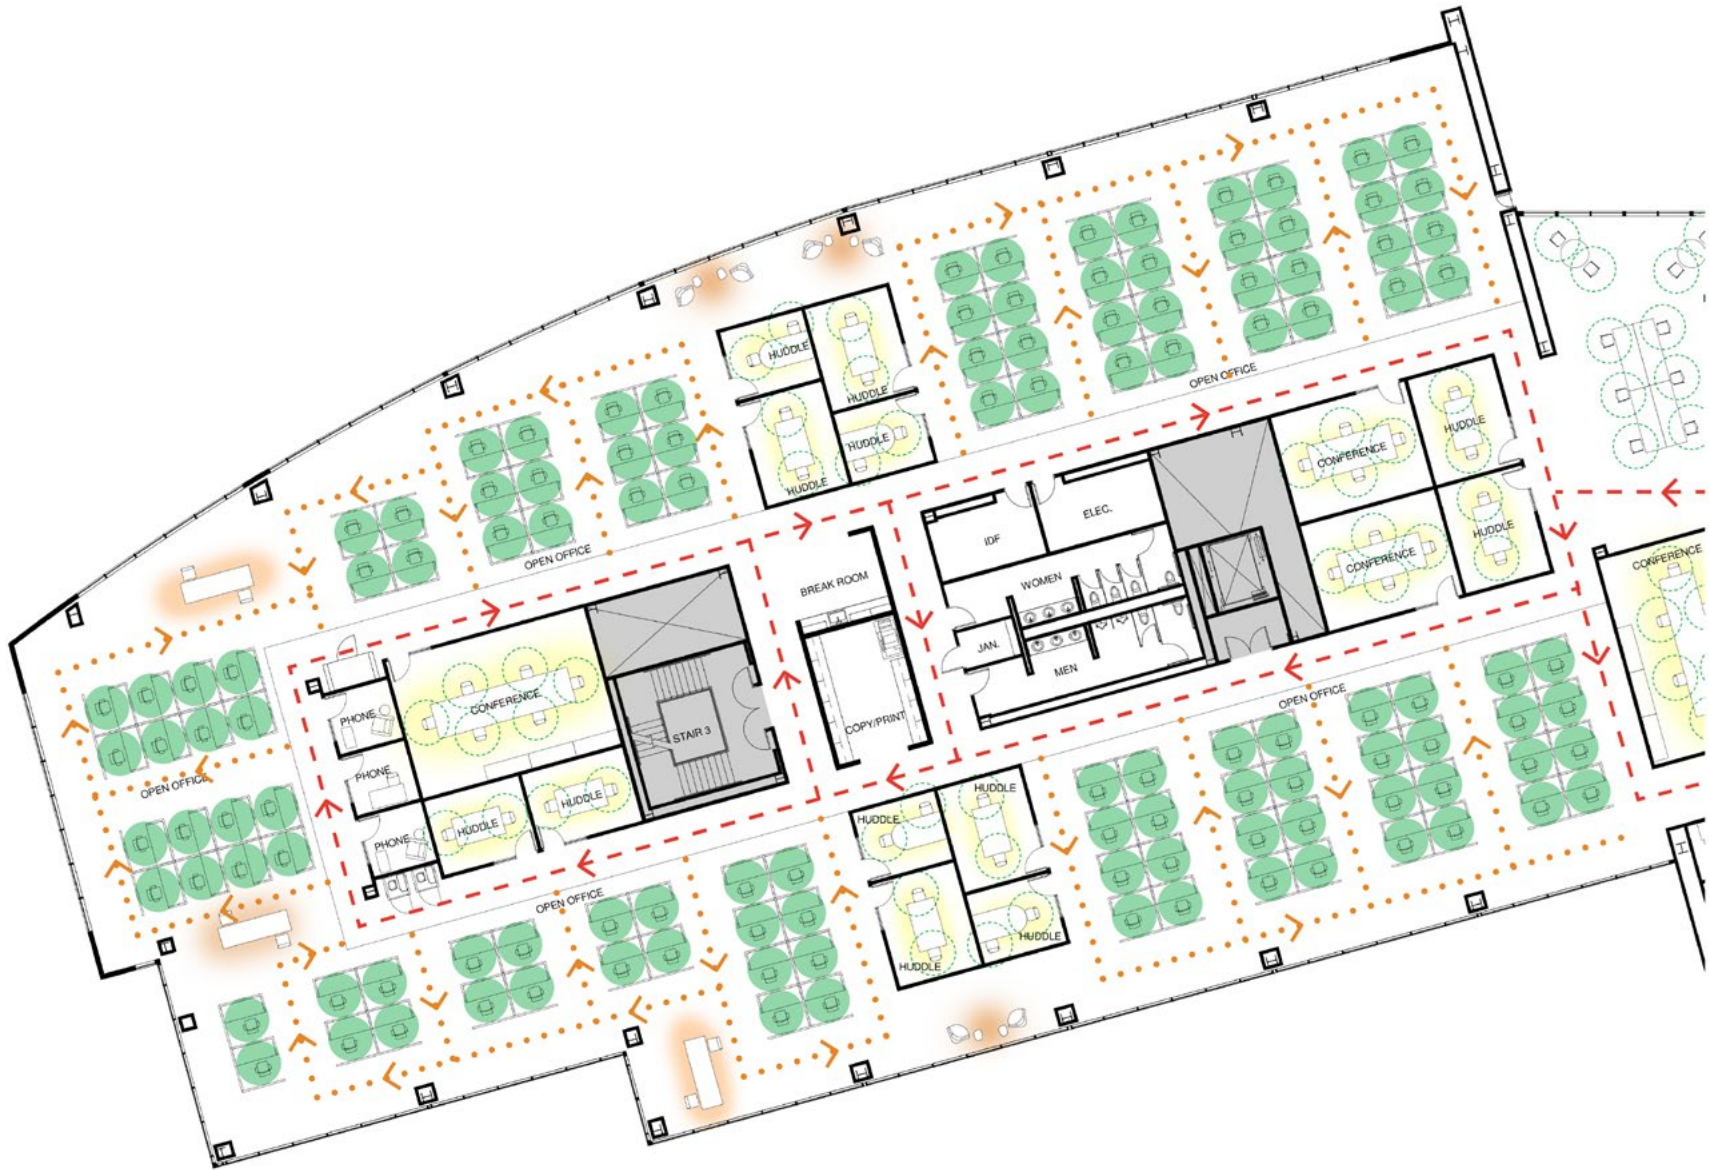 HUDDLE
HUDDLE
HUDDLE
HUDDLE
OPEN OFFICE
HUDDLE
CONFERENCE
HUDDLE
CONFERENCE
ELEC.
IDF
WOMEN
JAN.
MEN
OPEN OFFICE
BREAK ROOM
COPY/PRINT
CONFERENCE
OPEN OFFICE
CONFERENCE
STAIR 3
PHONE
PHONE
PHONE
OPEN OFFICE
HUDDLE
HUDDLE
OPEN OFFICE
HUDDLE
HUDDLE
HUDDLE
HUDDLE